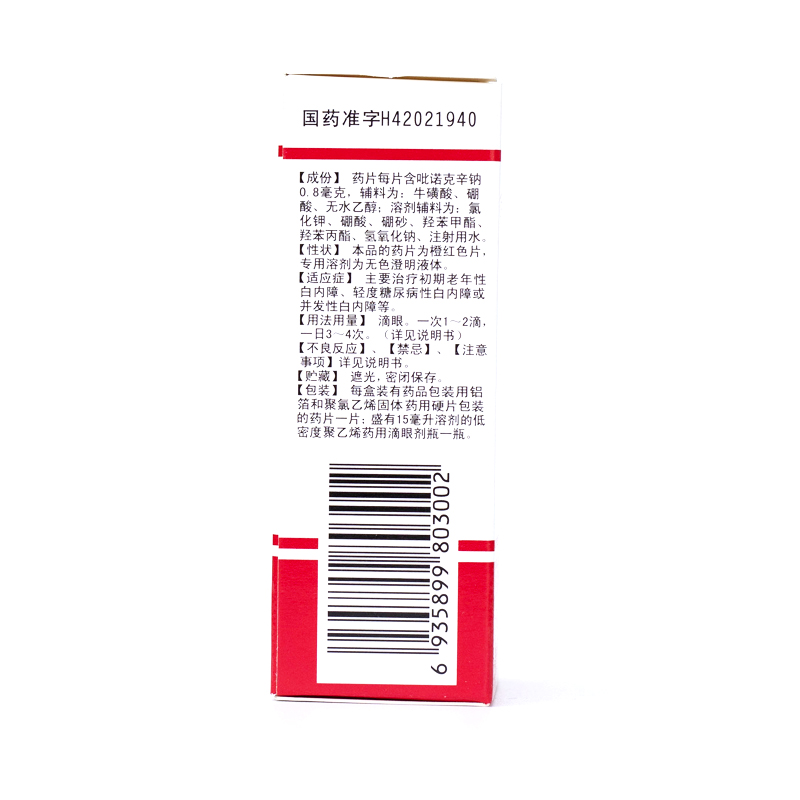 国药准字H42021940
【成份】 药片每片含吡诺克辛钠
0.8毫克，辅料为：牛磺酸、硼
酸、无水乙醇；溶剂辅料为：氯
化钾、硼酸、硼砂、羟苯甲酯、
羟苯丙酯、氢氧化钠、注射用水。
【性状】 本品的药片为橙红色片，
专用溶剂为无色澄明液体。
【适应症】 主要治疗初期老年性
白内障、轻度糖尿病性白内障或
并发性白内障等。
【用法用量】 滴眼。一次1～2滴，
一日3～4次。（详见说明书）
【不良反应】、【禁忌】、【注意
事项】详见说明书。
【贮藏】 遮光，密闭保存。
【包装】 每盒装有药品包装用铝
箔和聚氯乙烯固体药用硬片包装
的药片一片；盛有15毫升溶剂的低
密度聚乙烯药用滴眼剂瓶一瓶。
6 935899 803002